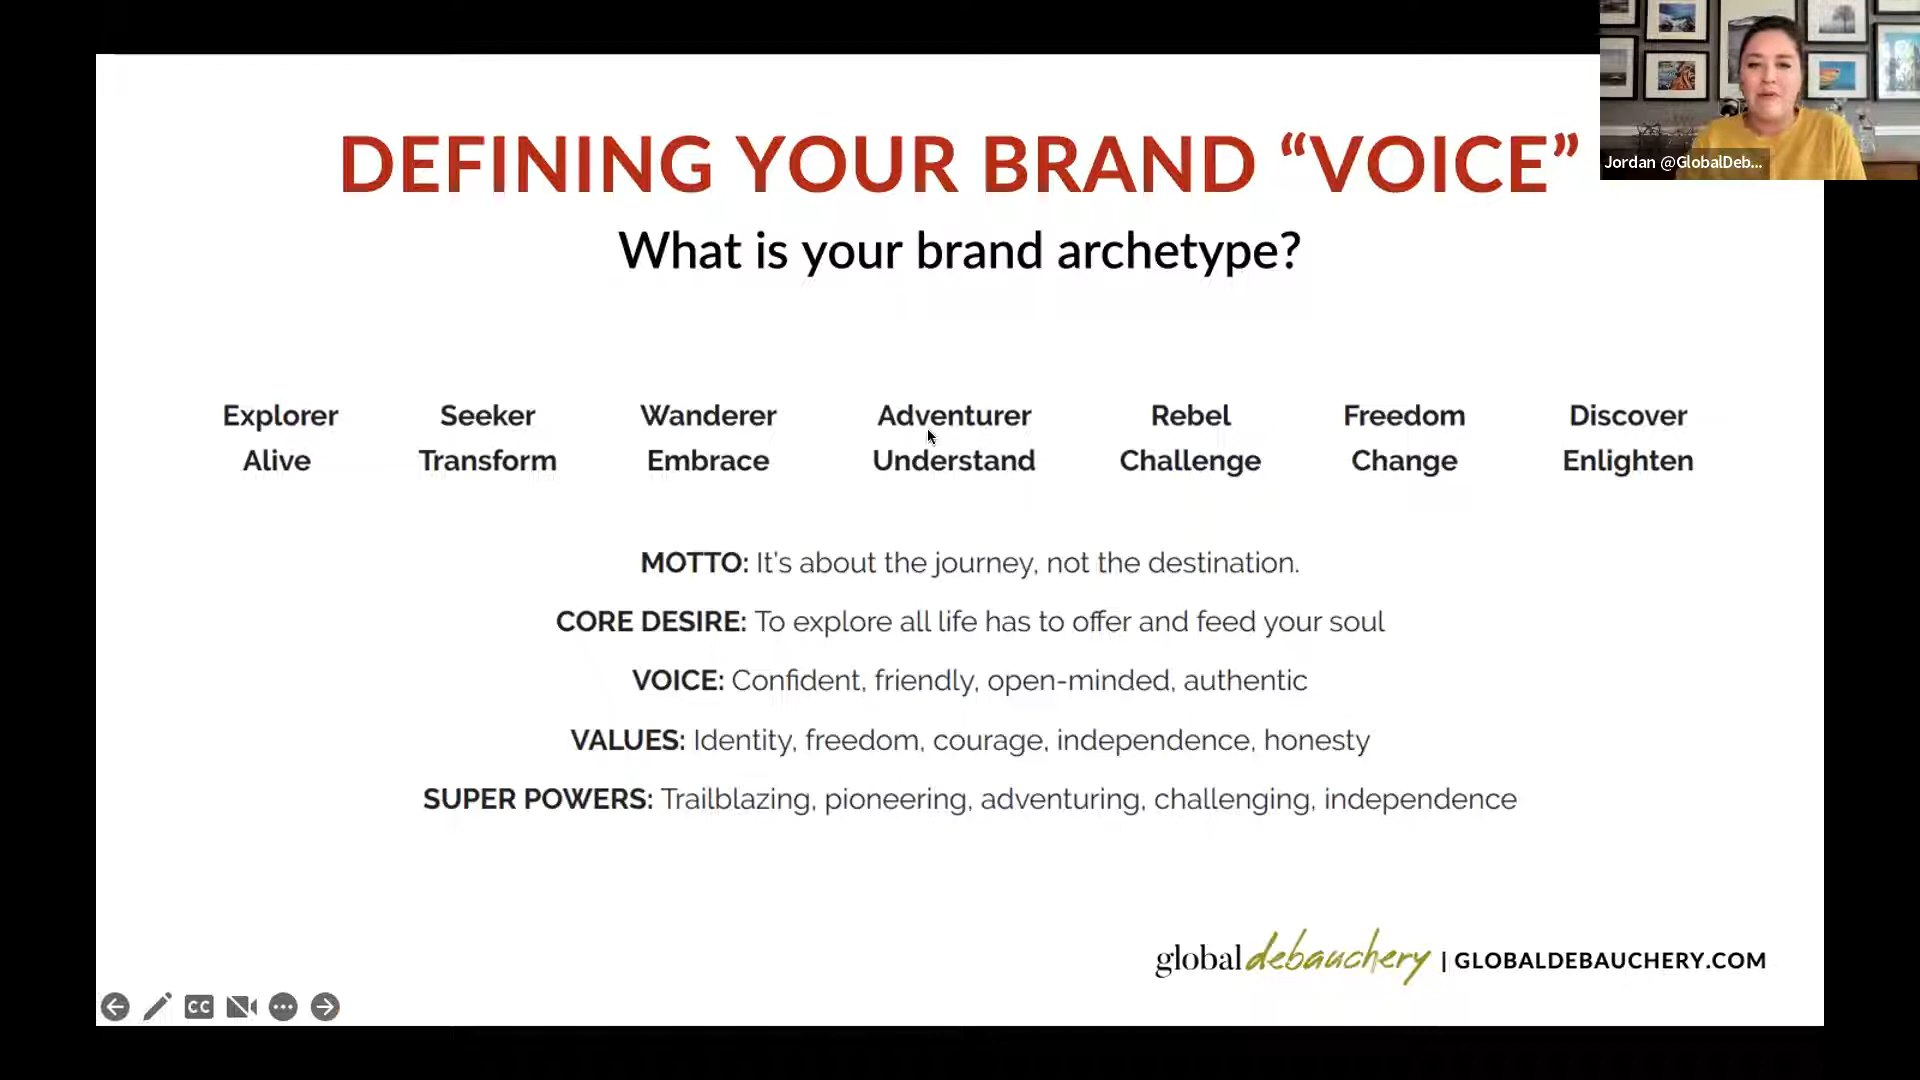 DEFINING YOUR BRAND “VOICE”
What is your brand archetype?
Jordan @GlobalDeb...
Explorer Seeker Wanderer Adventurer Rebel Freedom Discover
Alive Transform Embrace Understand Challenge Change Enlighten
MOTTO: It's about the journey, not the destination.
CORE DESIRE: To explore all life has to offer and feed your soul
VOICE: Confident, friendly, open-minded, authentic
VALUES: Identity, freedom, courage, independence, honesty
SUPER POWERS: Trailblazing, pioneering, adventuring, challenging, independence
global debauchery | GLOBALDEBAUCHERY.COM
CC